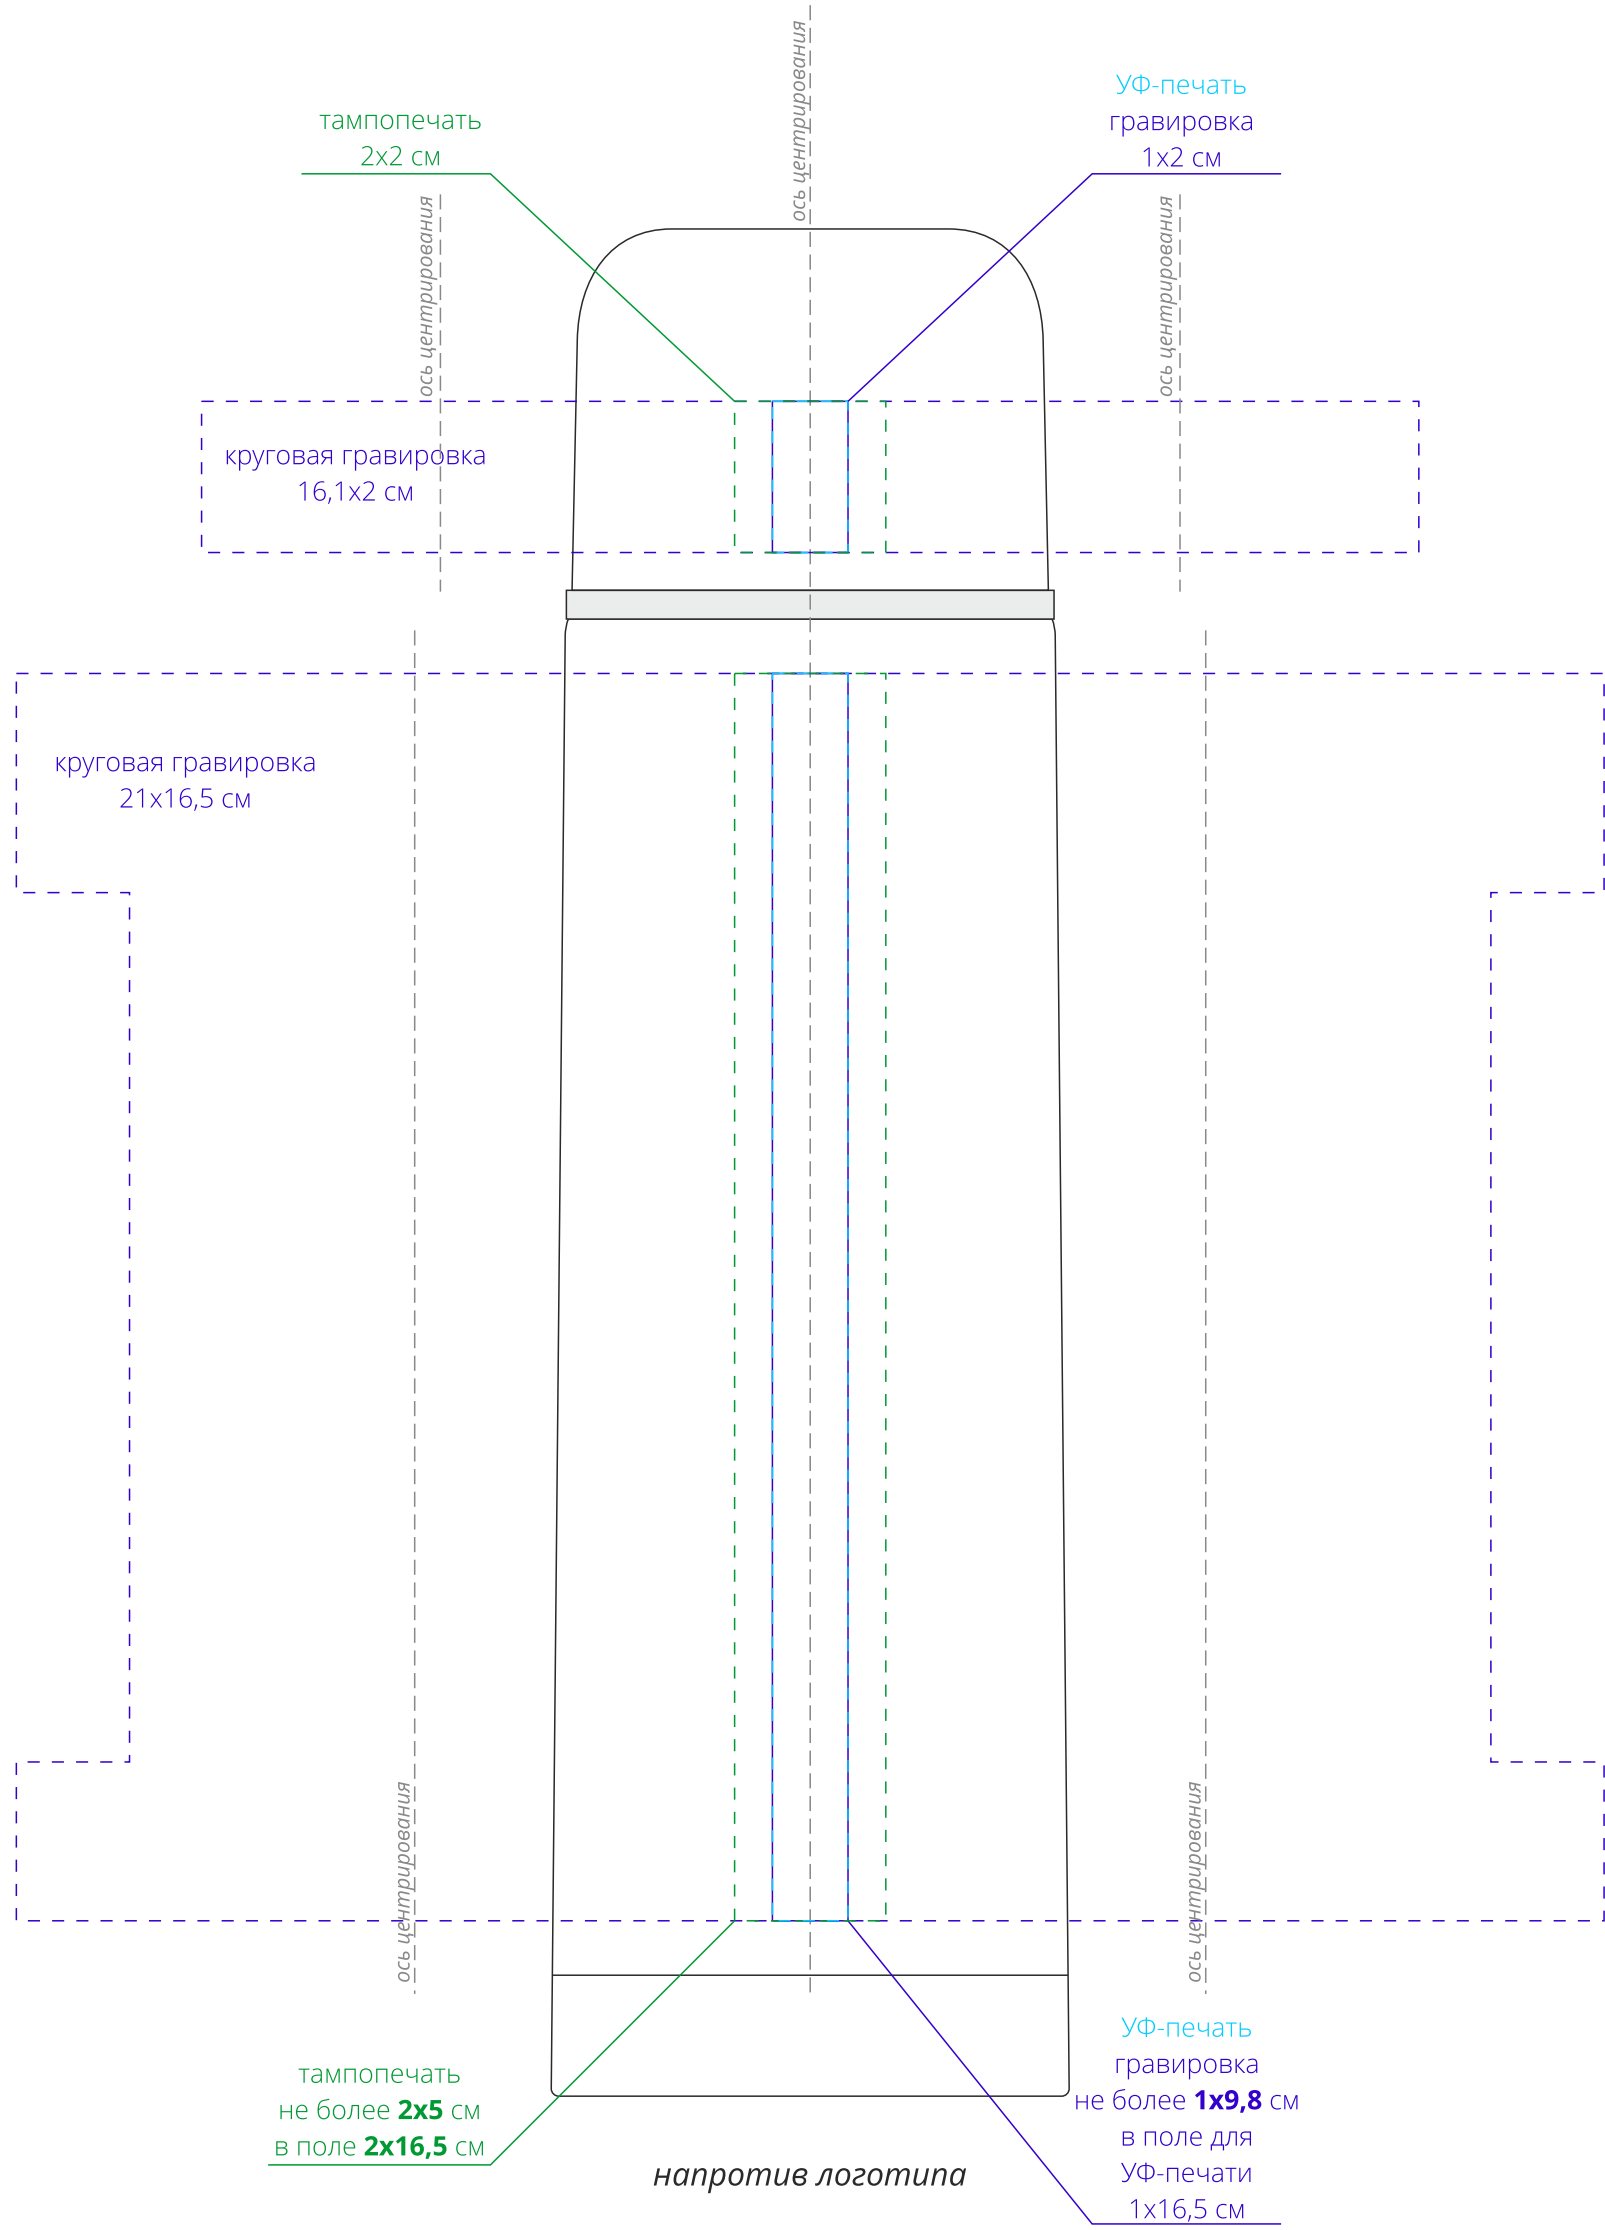 ось центрирования
тампопечать
2х2 см
УФ-печать
гравировка
1х2 см
ось центрирования
ось центрирования
круговая гравировка
16,1х2 см
круговая гравировка
21х16,5 см
ось центрирования
ось центрирования
тампопечать
не более 2х5 см
в поле 2х16,5 см
напротив логотипа
УФ-печать
гравировка
не более 1х9,8 см
в поле для
УФ-печати
1х16,5 см